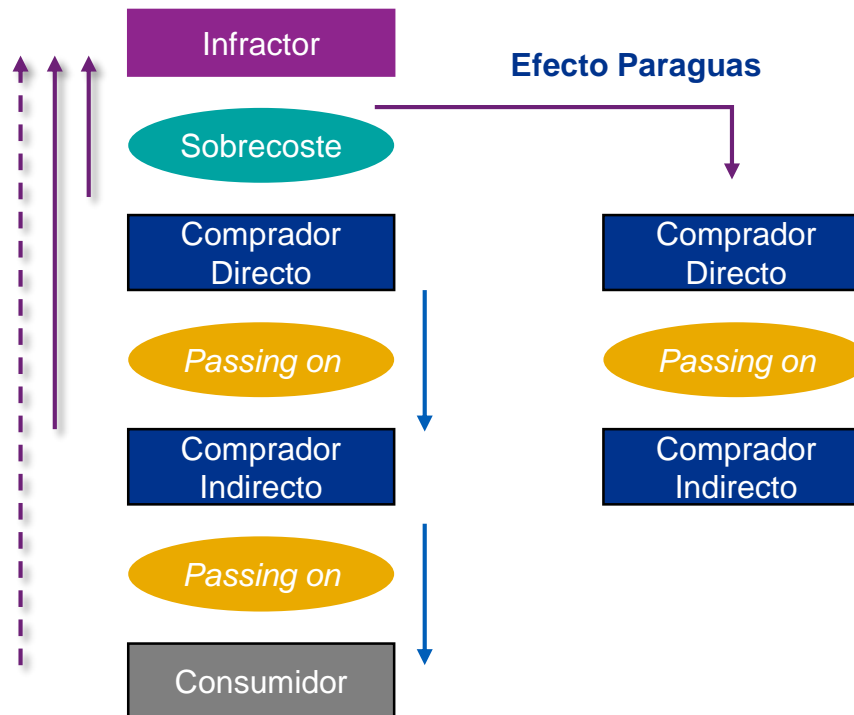 Infractor
Efecto Paraguas
Sobrecoste
Comprador
Directo
Comprador
Directo
Passing on
Passing on
Comprador
Indirecto
Comprador
Indirecto
Passing on
Consumidor